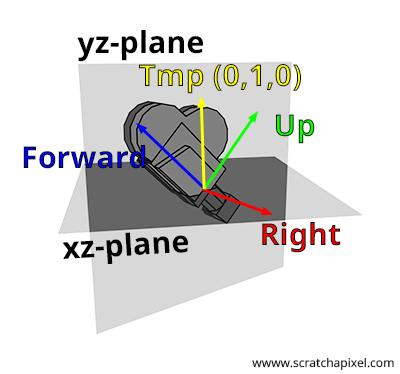 yz-plane
Tmp (0,1,0)
Up
Forward
Right
xz-plane
www.scratchapixel.com